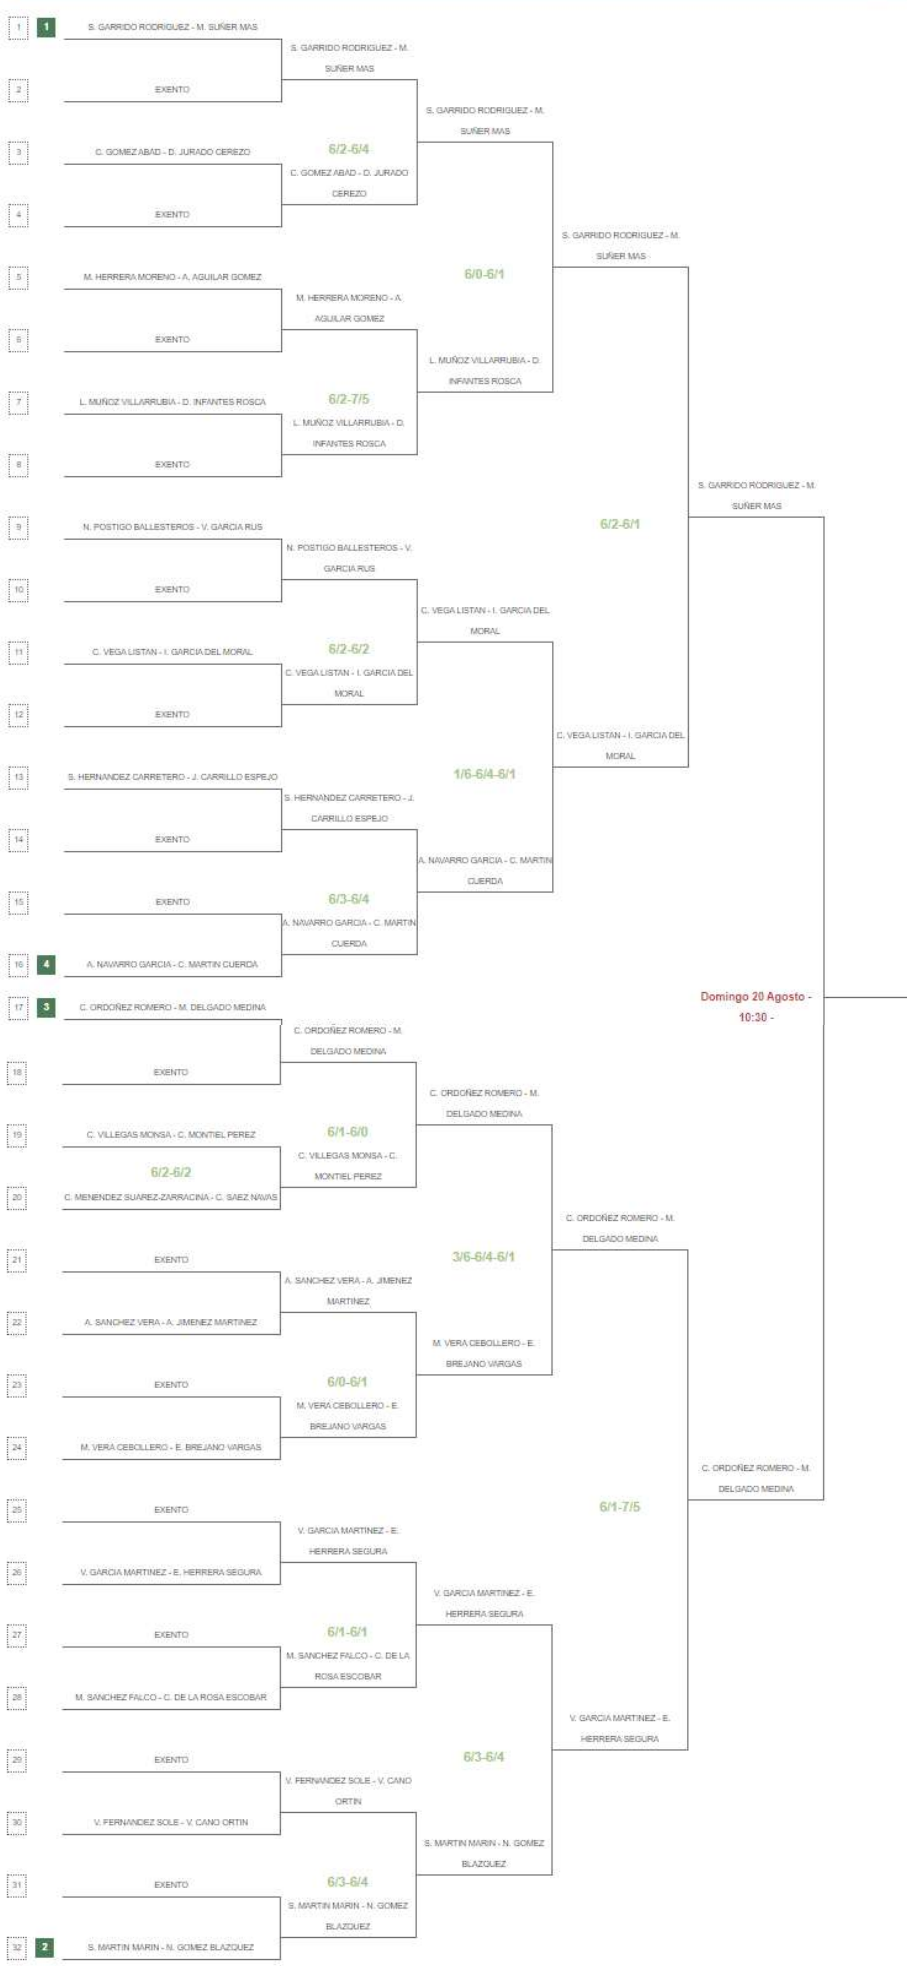 1 1 S. GARRIDO RODRIGUEZ - M. SUÑER MAS
S. GARRIDO RODRIGUEZ - M.
SUÑER MAS
2 EXENTO
S. GARRIDO RODRIGUEZ - M.
SUÑER MAS
3 C. GOMEZ ABAD - D. JURADO CEREZO
6/2-6/4
C. GOMEZ ABAD - D. JURADO
CEREZO
4 EXENTO
S. GARRIDO RODRIGUEZ - M.
SUÑER MAS
5 M. HERRERA MORENO - A. AGUILAR GOMEZ
6/0-6/1
M. HERRERA MORENO - A.
AGUILAR GOMEZ
6 EXENTO
L. MUÑOZ VILLARRUBIA - D.
INFANTES ROSCA
7 L. MUÑOZ VILLARRUBIA - D. INFANTES ROSCA
6/2-7/5
L. MUÑOZ VILLARRUBIA - D.
INFANTES ROSCA
8 EXENTO
S. GARRIDO RODRIGUEZ - M.
SUÑER MAS
9 N. POSTIGO BALLESTEROS - V. GARCIA RUS
6/2-6/1
N. POSTIGO BALLESTEROS - V.
GARCIA RUS
10 EXENTO
C. VEGA LISTAN - I. GARCIA DEL
MORAL
11 C. VEGA LISTAN - I. GARCIA DEL MORAL
6/2-6/2
C. VEGA LISTAN - I. GARCIA DEL
MORAL
12 EXENTO
C. VEGA LISTAN - I. GARCIA DEL
MORAL
13 S. HERNANDEZ CARRETERO - J. CARRILLO ESPEJO
1/6-6/4-6/1
S. HERNANDEZ CARRETERO - J.
CARRILLO ESPEJO
14 EXENTO
A. NAVARRO GARCIA - C. MARTIN
CUERDA
15 EXENTO
6/3-6/4
A. NAVARRO GARCIA - C. MARTIN
CUERDA
16 4 A. NAVARRO GARCIA - C. MARTIN CUERDA
Domingo 20 Agosto -
10:30 -
17 3 C. ORDOÑEZ ROMERO - M. DELGADO MEDINA
C. ORDOÑEZ ROMERO - M.
DELGADO MEDINA
18 EXENTO
C. ORDOÑEZ ROMERO - M.
DELGADO MEDINA
19 C. VILLEGAS MONSA - C. MONTIEL PEREZ
6/1-6/0
C. VILLEGAS MONSA - C.
MONTIEL PEREZ
6/2-6/2
20 C. MENENDEZ SUAREZ-ZARRACINA - C. SAEZ NAVAS
C. ORDOÑEZ ROMERO - M.
DELGADO MEDINA
21 EXENTO
3/6-6/4-6/1
A. SANCHEZ VERA - A. JIMENEZ
MARTINEZ
22 A. SANCHEZ VERA - A. JIMENEZ MARTINEZ
M. VERA CEBOLLERO - E.
BREJANO VARGAS
23 EXENTO
6/0-6/1
M. VERA CEBOLLERO - E.
BREJANO VARGAS
24 M. VERA CEBOLLERO - E. BREJANO VARGAS
C. ORDOÑEZ ROMERO - M.
DELGADO MEDINA
25 EXENTO
6/1-7/5
V. GARCIA MARTINEZ - E.
HERRERA SEGURA
26 V. GARCIA MARTINEZ - E. HERRERA SEGURA
V. GARCIA MARTINEZ - E.
HERRERA SEGURA
27 EXENTO
6/1-6/1
M. SANCHEZ FALCO - C. DE LA
ROSA ESCOBAR
28 M. SANCHEZ FALCO - C. DE LA ROSA ESCOBAR
V. GARCIA MARTINEZ - E.
HERRERA SEGURA
29 EXENTO
6/3-6/4
V. FERNANDEZ SOLE - V. CANO
ORTIN
30 V. FERNANDEZ SOLE - V. CANO ORTIN
S. MARTIN MARIN - N. GOMEZ
BLAZQUEZ
31 EXENTO
6/3-6/4
S. MARTIN MARIN - N. GOMEZ
BLAZQUEZ
32 2 S. MARTIN MARIN - N. GOMEZ BLAZQUEZ